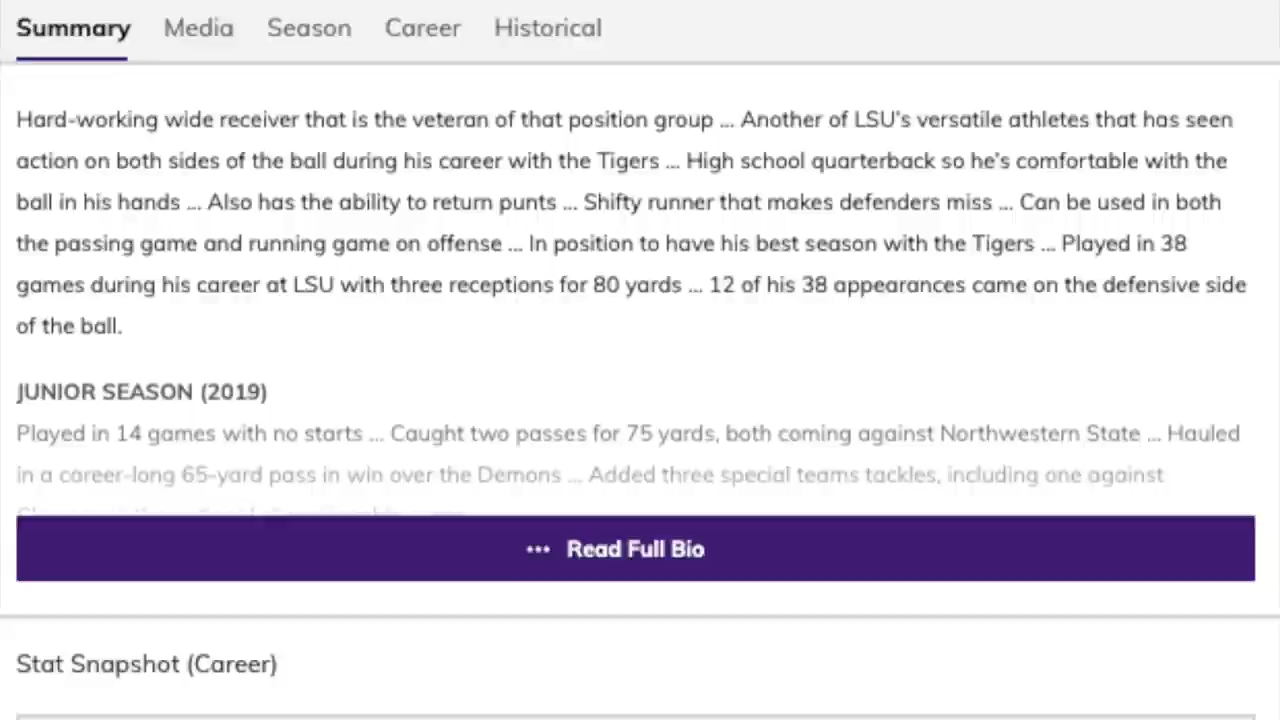 Summary Media Season Career Historical
Hard-working wide receiver that is the veteran of that position group ... Another of LSU's versatile athletes that has seen
action on both sides of the ball during his career with the Tigers ... High school quarterback so he's comfortable with the
ball in his hands ... Also has the ability to return punts ... Shifty runner that makes defenders miss ... Can be used in both
the passing game and running game on offense ... In position to have his best season with the Tigers ... Played in 38
games during his career at LSU with three receptions for 80 yards ... 12 of his 38 appearances came on the defensive side
of the ball.
JUNIOR SEASON (2019)
Played in 14 games with no starts ... Caught two passes for 75 yards, both coming against Northwestern State ... Hauled
in a career-long 65-yard pass in win over the Demons ... Added three special teams tackles, including one against
••• Read Full Bio
Stat Snapshot (Career)